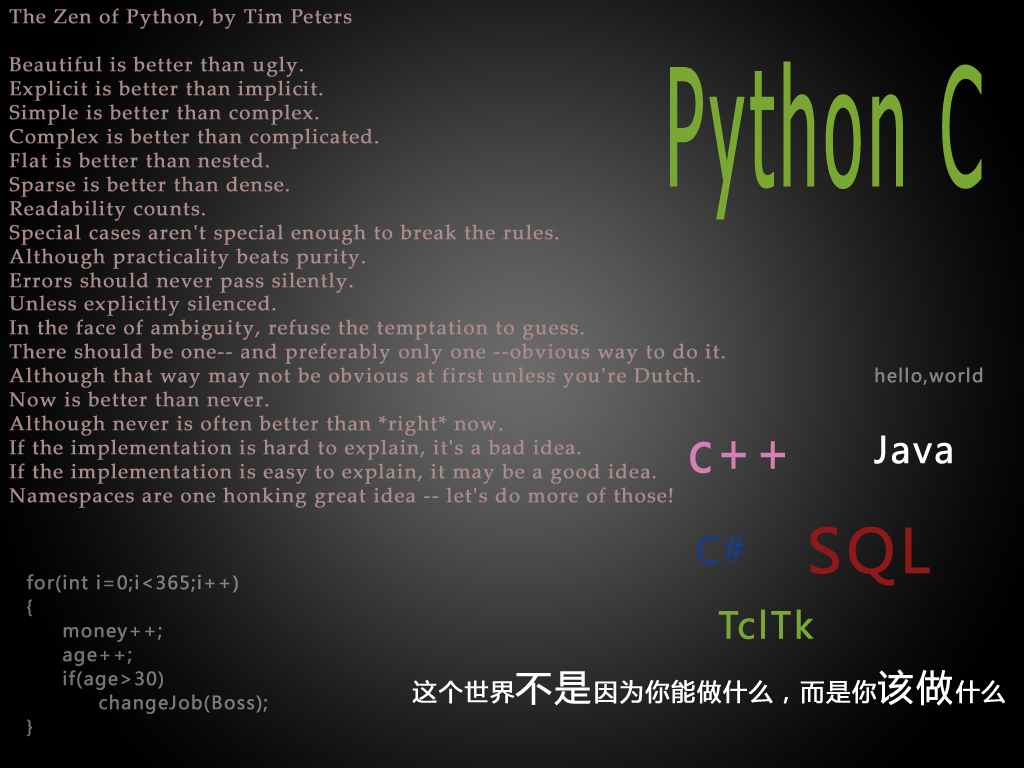 The Zen of Python, by Tim Peters
Beautiful is better than ugly.
Explicit is better than implicit.
Simple is better than complex.
Complex is better than complicated.
Flat is better than nested.
Sparse is better than dense.
Readability counts.
Special cases aren't special enough to break the rules.
Although practicality beats purity.
Errors should never pass silently.
Unless explicitly silenced.
In the face of ambiguity, refuse the temptation to guess.
There should be one-- and preferably only one --obvious way to do it.
Although that way may not be obvious at first unless you're Dutch.
Now is better than never.
Although never is often better than *right* now.
If the implementation is hard to explain, it's a bad idea.
If the implementation is easy to explain, it may be a good idea.
Namespaces are one honking great idea -- let's do more of those!
Python C
hello,world
c++
Java
C#
SQL
TclTk
for(int i=0;i<365;i++)
{
money++;
age++;
if(age>30)
changeJob(Boss);
}
这个世界不是因为你能做什么，而是你该做什么